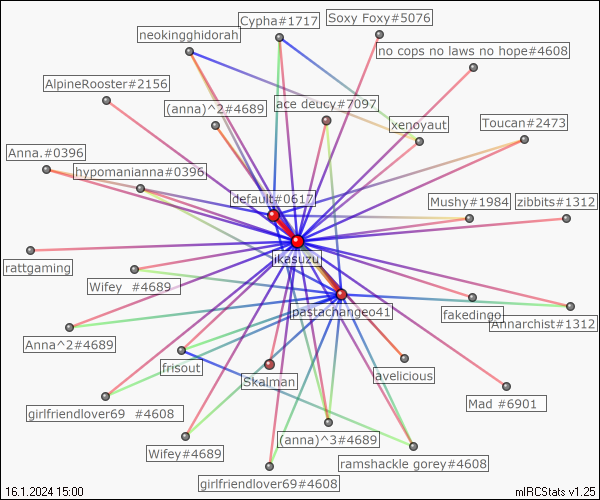 Soxy Foxy#5076
Cypha#1717
neokingghidorah
no cops no laws no hope#4608
AlpineRooster#2156
(anna)^2#4689
ace deucy#7097
xenoyaut
Toucan#2473
Anna.#0396
hypomanianna#0396
default#0617
Mushy#1984
zibbits#1312
ikasuzu
rattgaming
Wifey  #4689
pastachangeo41
fakedingo
Annarchist#1312
Anna^2#4689
frisout
Skalman
avelicious
Mad #6901
girlfriendlover69  #4608
(anna)^3#4689
Wifey#4689
ramshackle gorey#4608
girlfriendlover69#4608
16.1.2024 15:00
mIRCStats v1.25